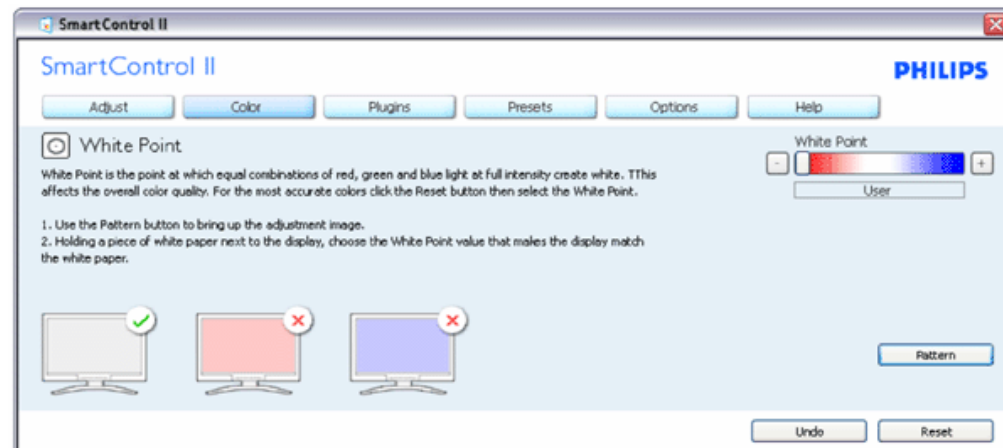 SmartControl II
SmartControl II
PHILIPS
Adjust Color Plugins Presets Options Help
White Point
White Point is the point at which equal combinations of red, green and blue light at full intensity create white. TThis
affects the overall color quality. For the most accurate colors click the Reset button then select the White Point.
1. Use the Pattern button to bring up the adjustment image.
2. Holding a piece of white paper next to the display, choose the White Point value that makes the display match
the white paper.
White Point
- +
User
Pattern
Undo Reset